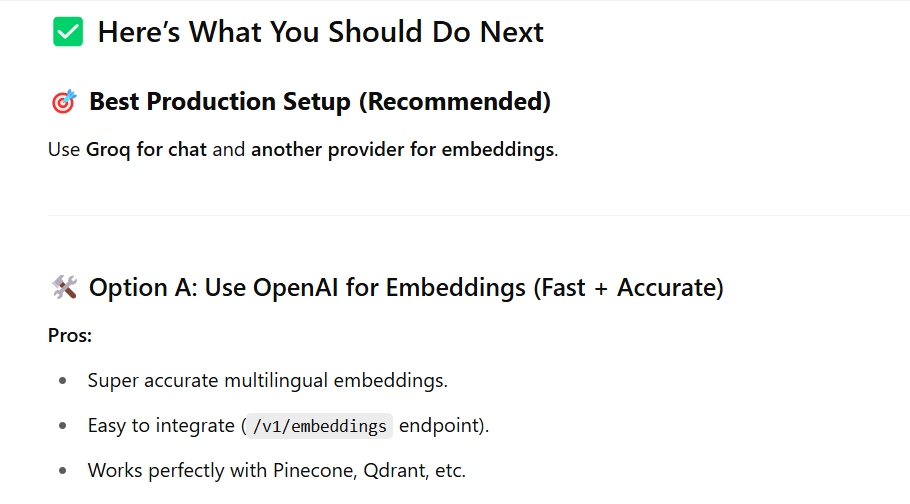 ✅ Here’s What You Should Do Next
🎯 Best Production Setup (Recommended)
Use Groq for chat and another provider for embeddings.
🛠️ Option A: Use OpenAI for Embeddings (Fast + Accurate)
Pros:
• Super accurate multilingual embeddings.
• Easy to integrate (/v1/embeddings endpoint).
• Works perfectly with Pinecone, Qdrant, etc.